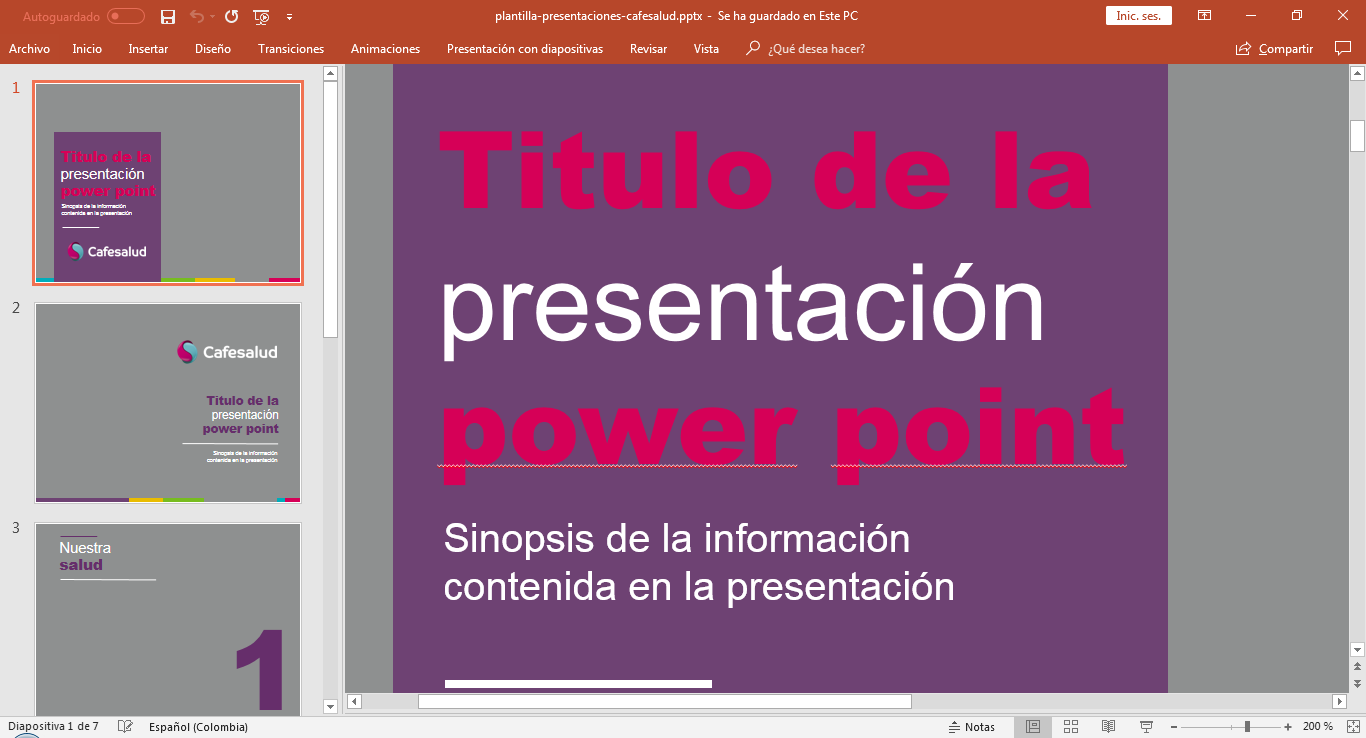 Autoguardado
plantilla-presentaciones-cafesalud.pptx - Se ha guardado en Este PC
Inic. ses.
Archivo Inicio Insertar Diseño Transiciones Animaciones Presentación con diapositivas Revisar Vista ¿Qué desea hacer? Compartir
1
Titulo de la
presentación
power point
Sinopsis de la información
contenida en la presentación
Cafesalud
2
Cafesalud
Titulo de la
presentación
power point
Sinopsis de la información
contenida en la presentación
3
Nuestra
salud
1
Titulo de la
presentación
power point
Sinopsis de la información
contenida en la presentación
Diapositiva 1 de 7 Español (Colombia) Notas 200 %